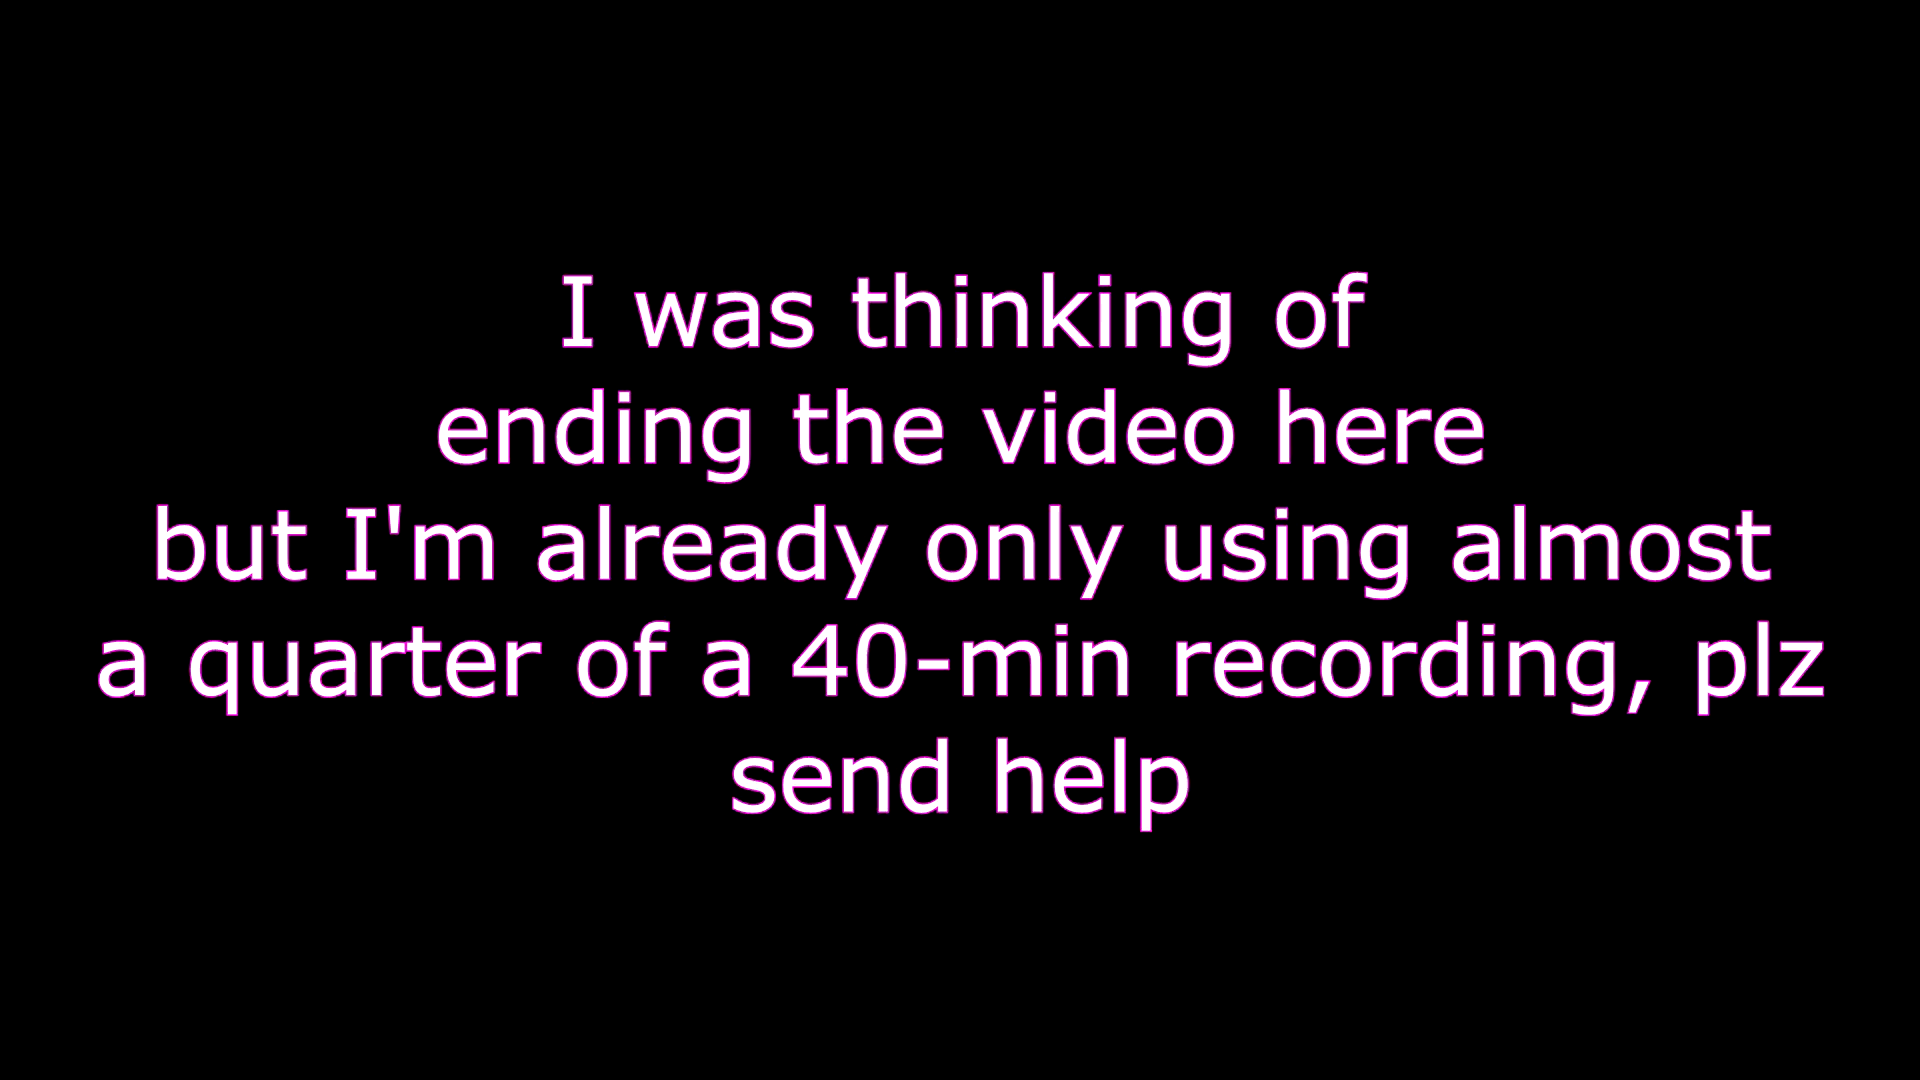 I was thinking of
ending the video here
but I'm already only using almost
a quarter of a 40-min recording, plz
send help